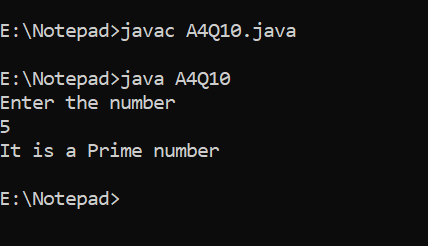 E:\Notepad>javac A4Q10.java
E:\Notepad>java A4Q10
Enter the number
5
It is a Prime number
E:\Notepad>